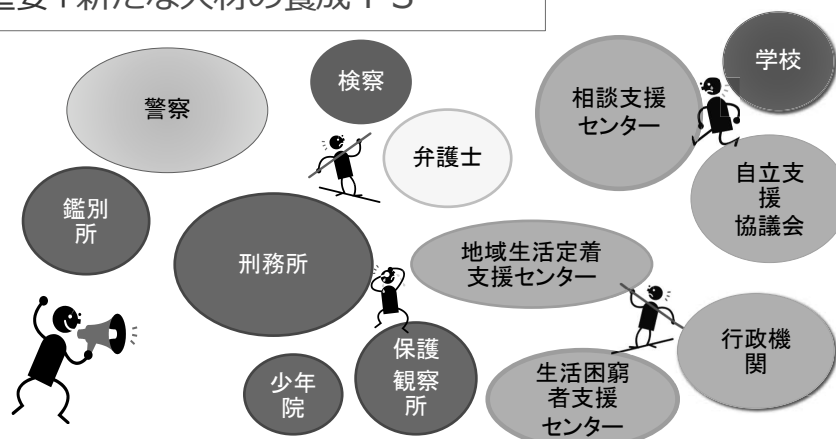 新たな人材の養成
学校
検察
警察
相談支援
センター
弁護士
自立支
援
協議会
鑑別
所
刑務所
地域生活定着
支援センター
行政機
関
保護
観察
所
少年
院
生活困窮
者支援
センター